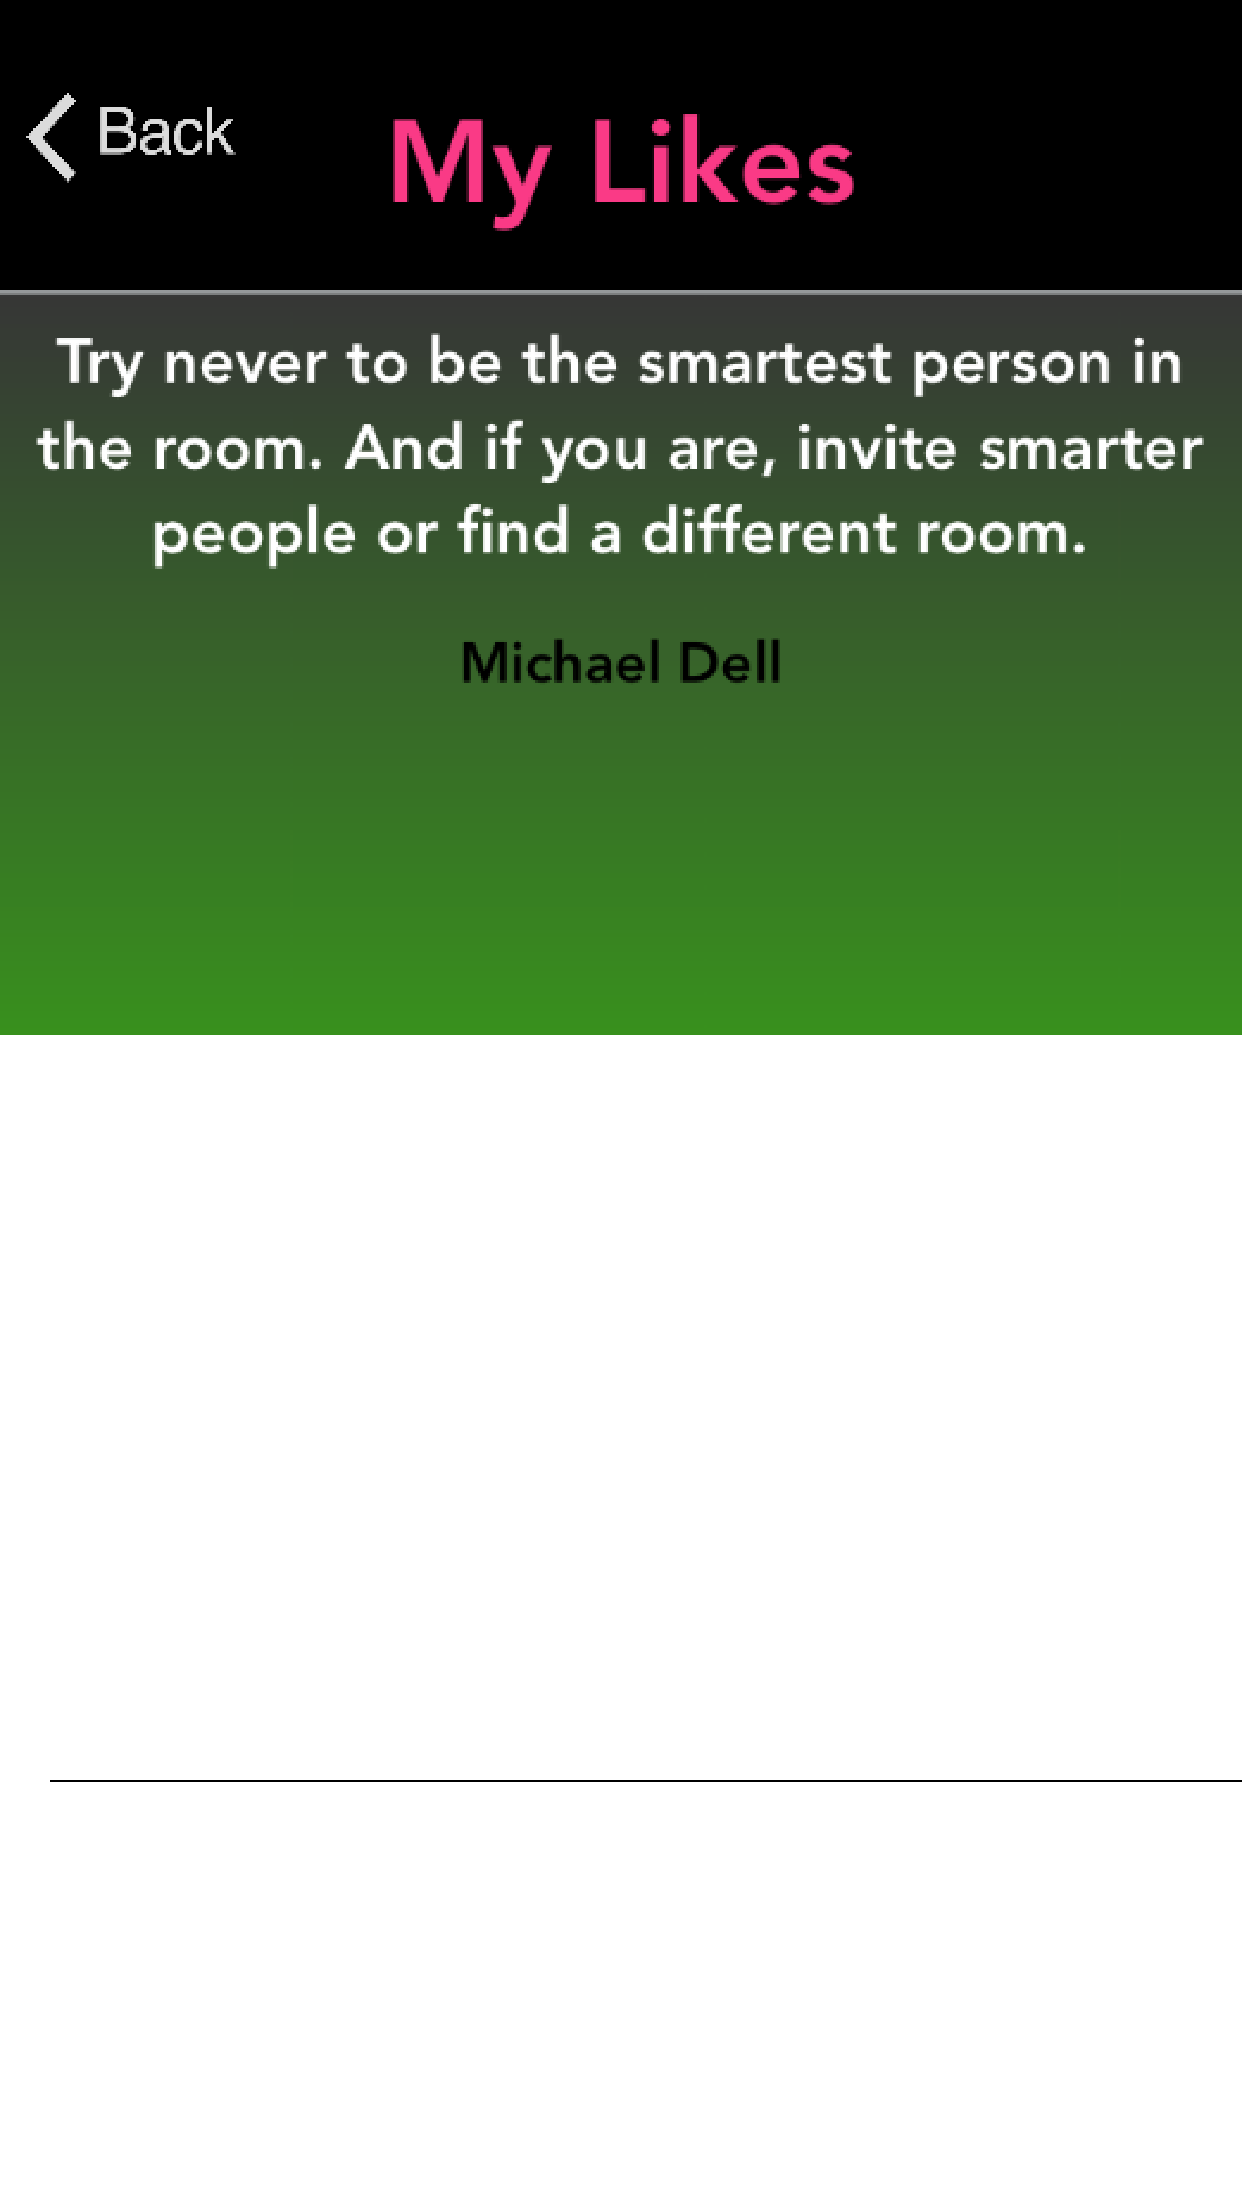 Back
My Likes
Try never to be the smartest person in
the room. And if you are, invite smarter
people or find a different room.
Michael Dell